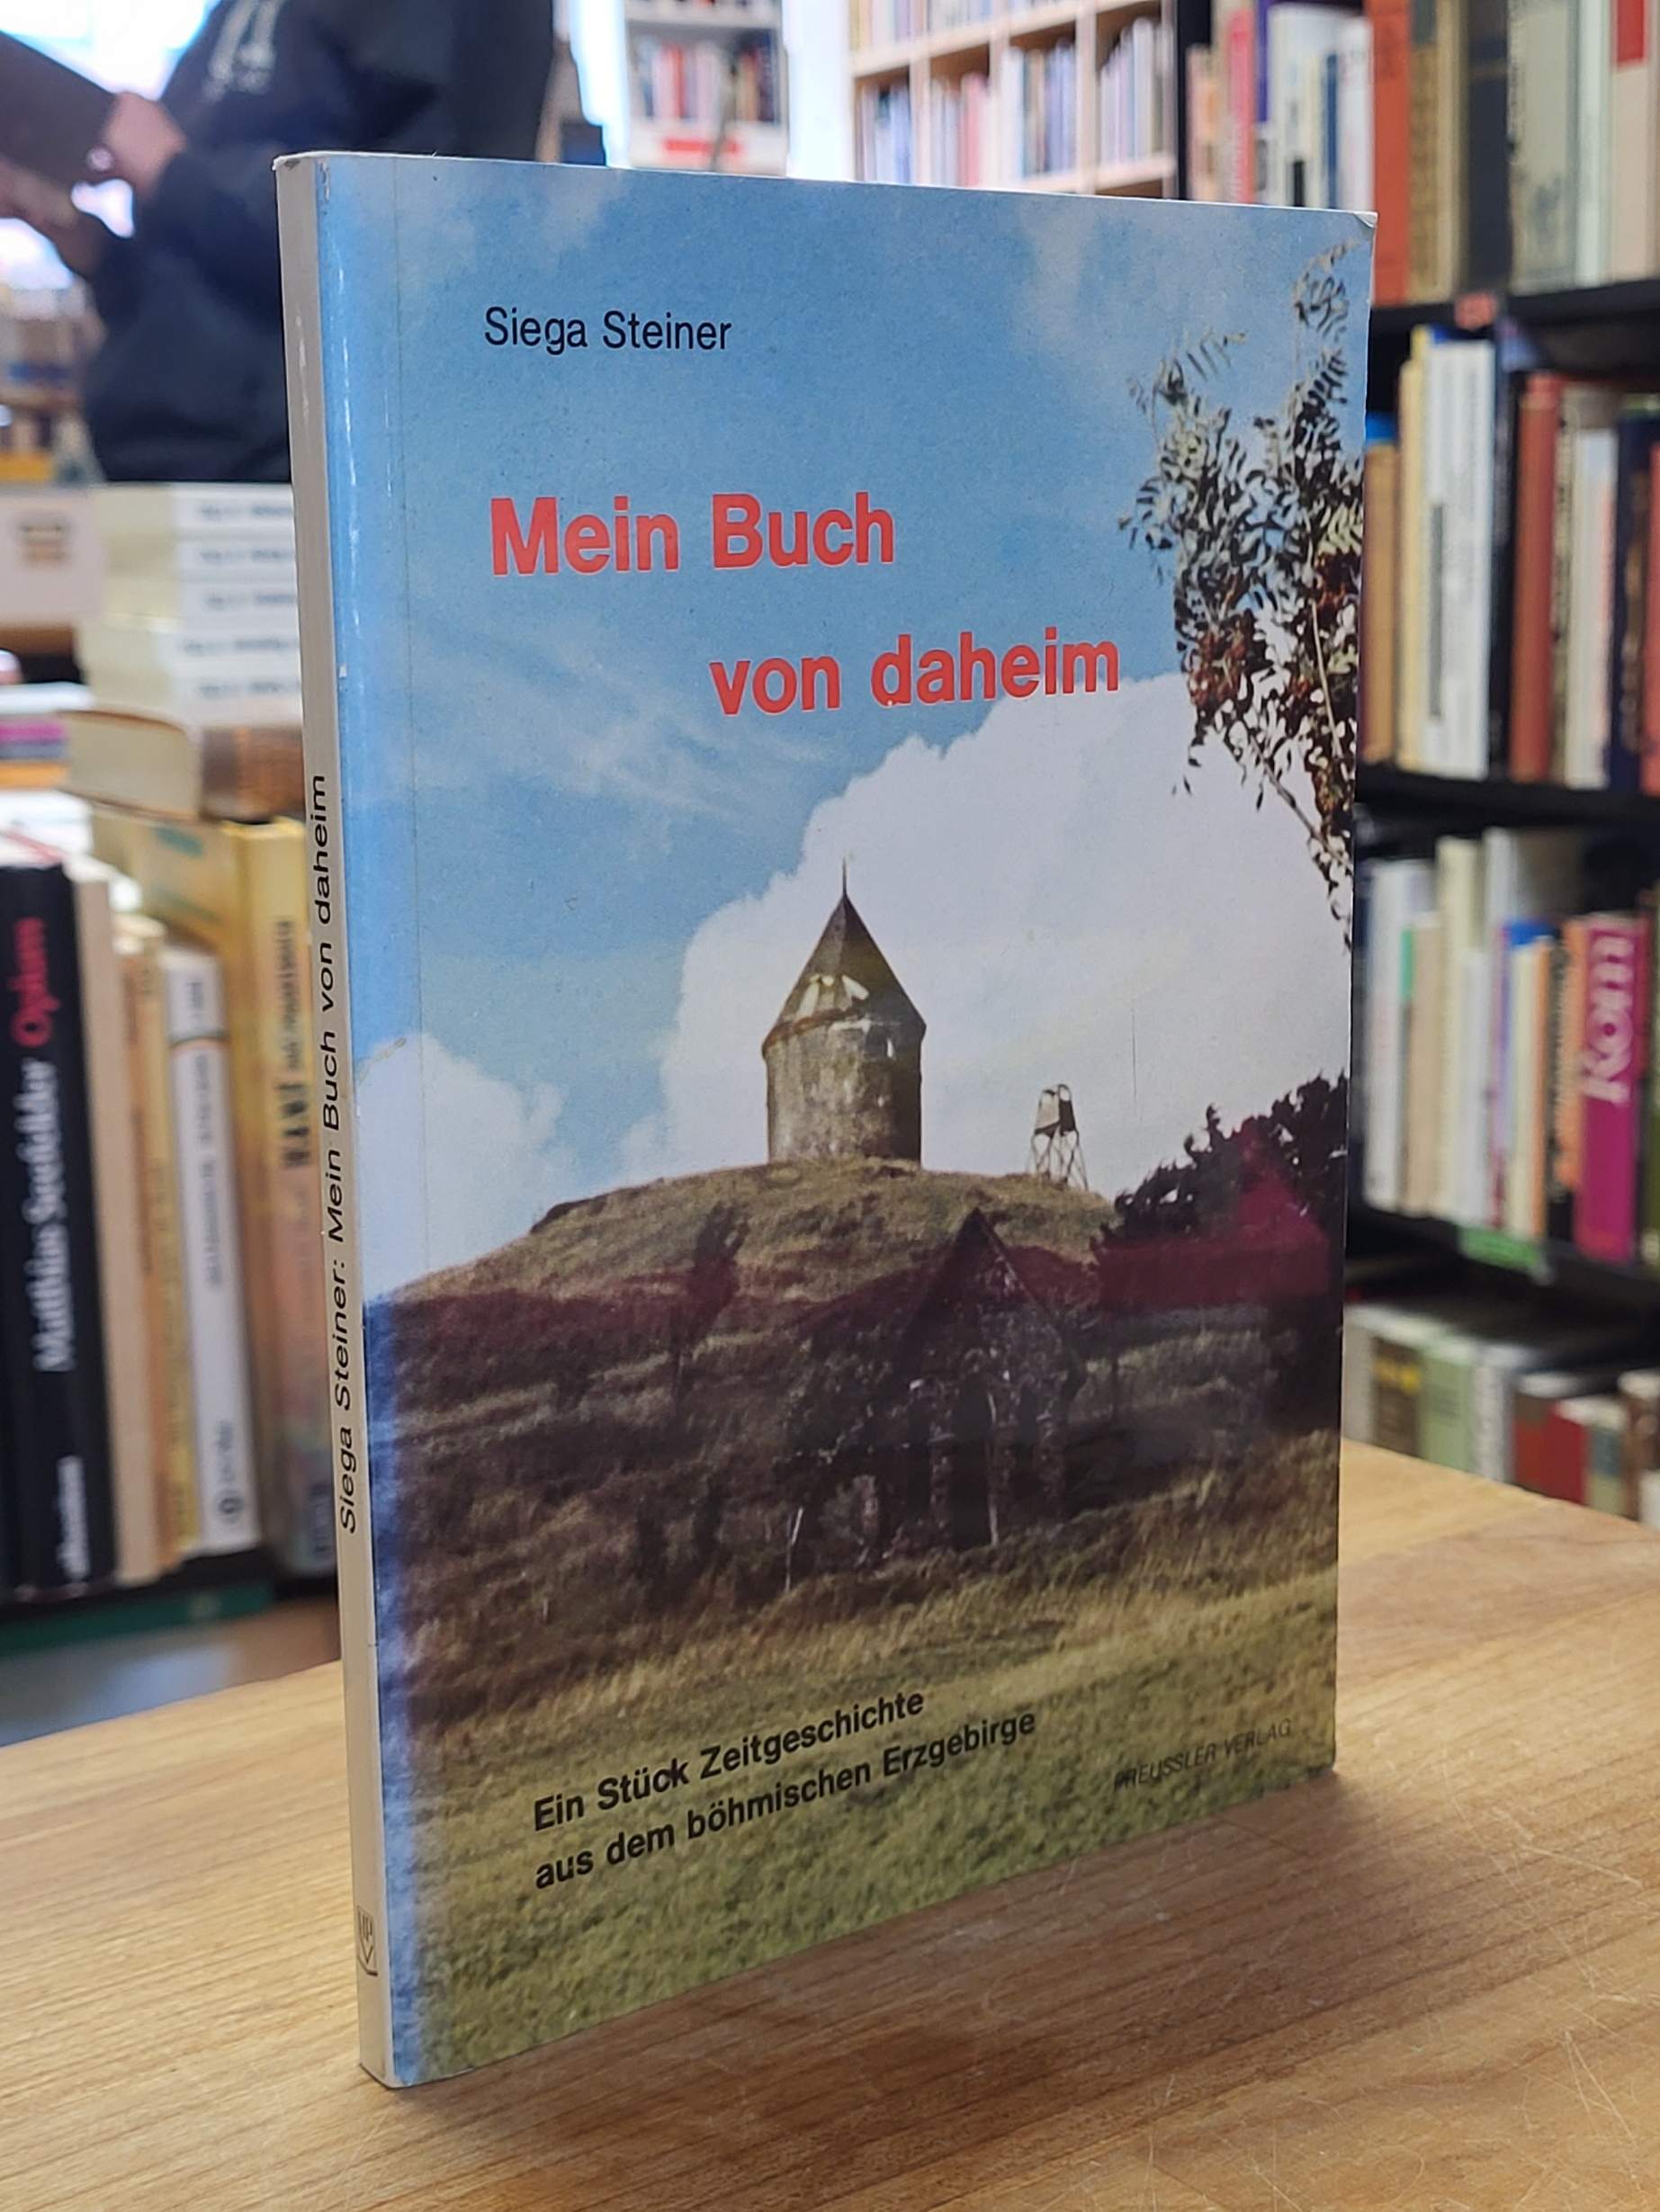 Siega Steiner
Mein Buch
von daheim
Ein Stück Zeitgeschichte
aus dem böhmischen Erzgebirge
PREUSSLER VERLAG
Siega Steiner: Mein Buch von daheim
Matthias Seefelder Opium
Kom